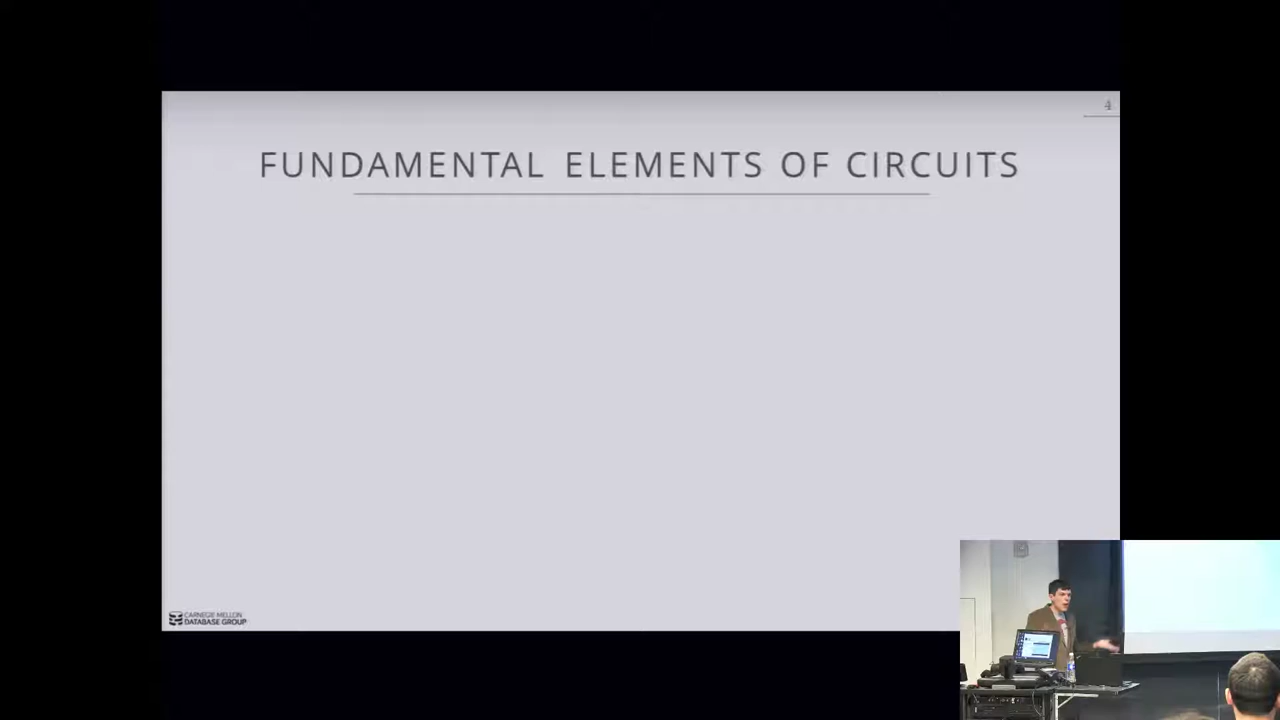 4
FUNDAMENTAL ELEMENTS OF CIRCUITS
CARNEGIE MELLON
DATABASE GROUP